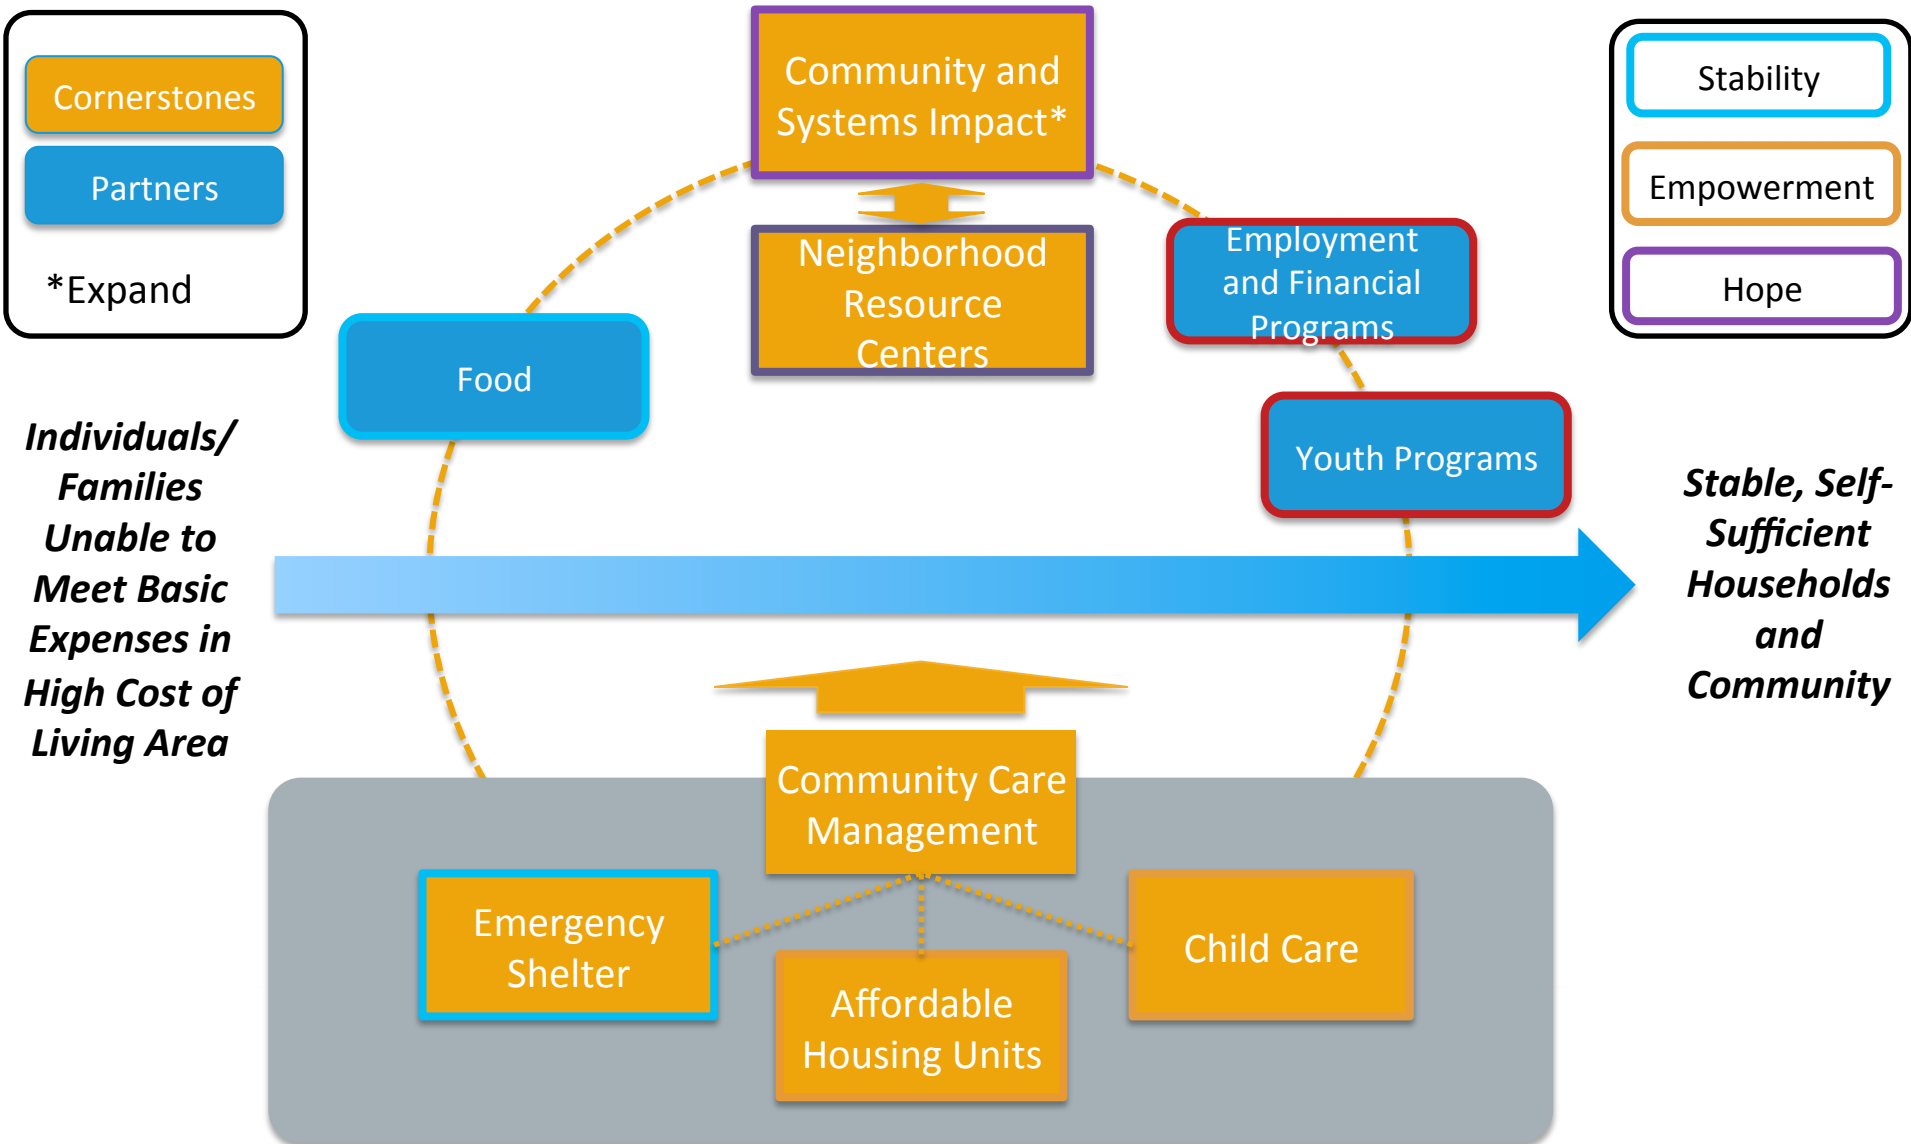 Cornerstones
Partners
*Expand
Community and
Systems Impact*
Neighborhood
Resource
Centers
Employment
and Financial
Programs
Stability
Empowerment
Hope
Food
Youth Programs
Individuals/
Families
Unable to
Meet Basic
Expenses in
High Cost of
Living Area
Stable, Self-
Sufficient
Households
and
Community
Community Care
Management
Emergency
Shelter
Affordable
Housing Units
Child Care